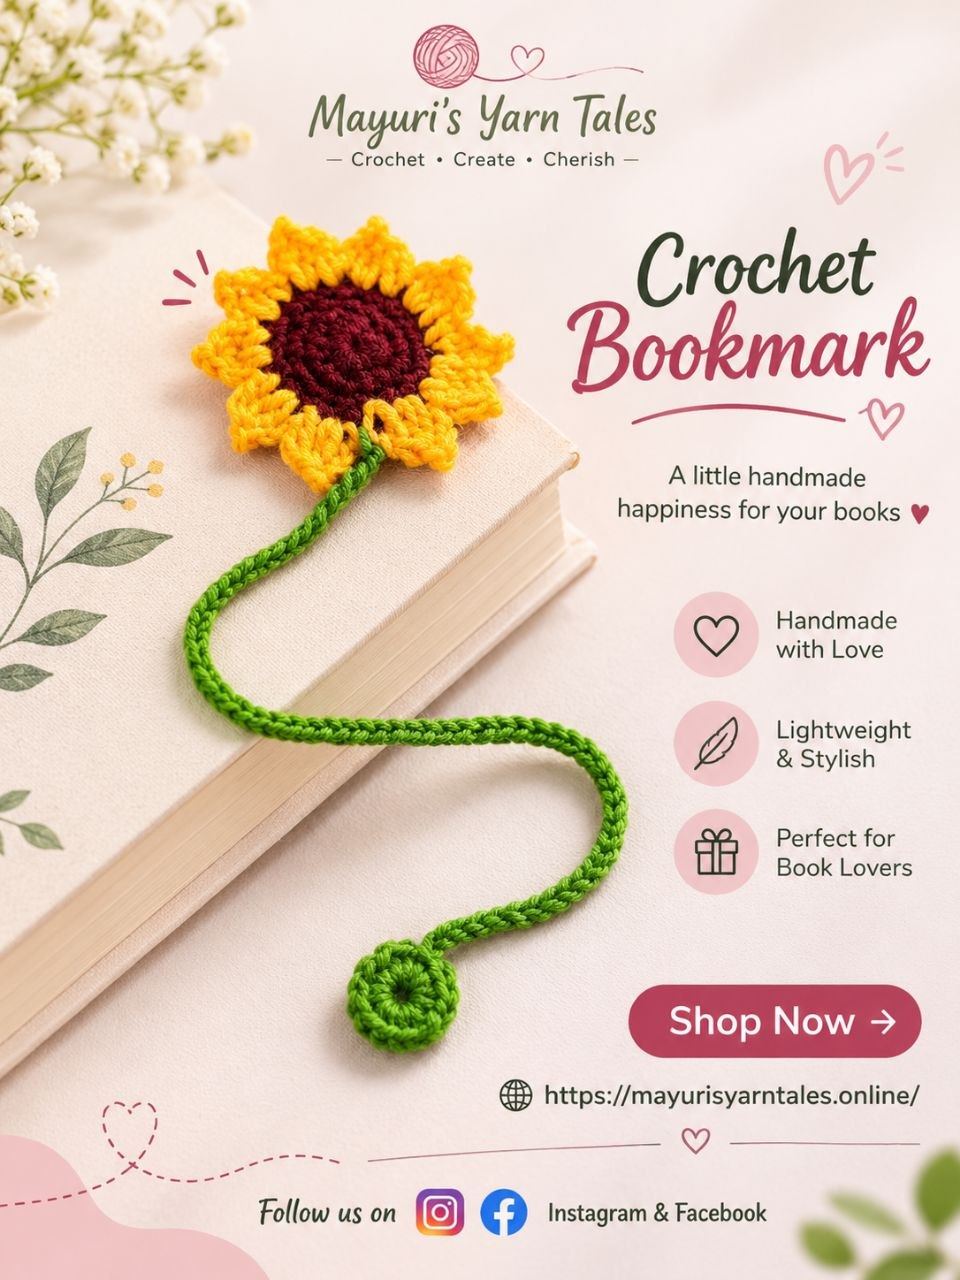 Mayuri's Yarn Tales
— Crochet • Create • Cherish —
Crochet
Bookmark
A little handmade
happiness for your books ♥
Handmade
with Love
Lightweight
& Stylish
Perfect for
Book Lovers
Shop Now →
https://mayurisyarntales.online/
Follow us on
Instagram & Facebook